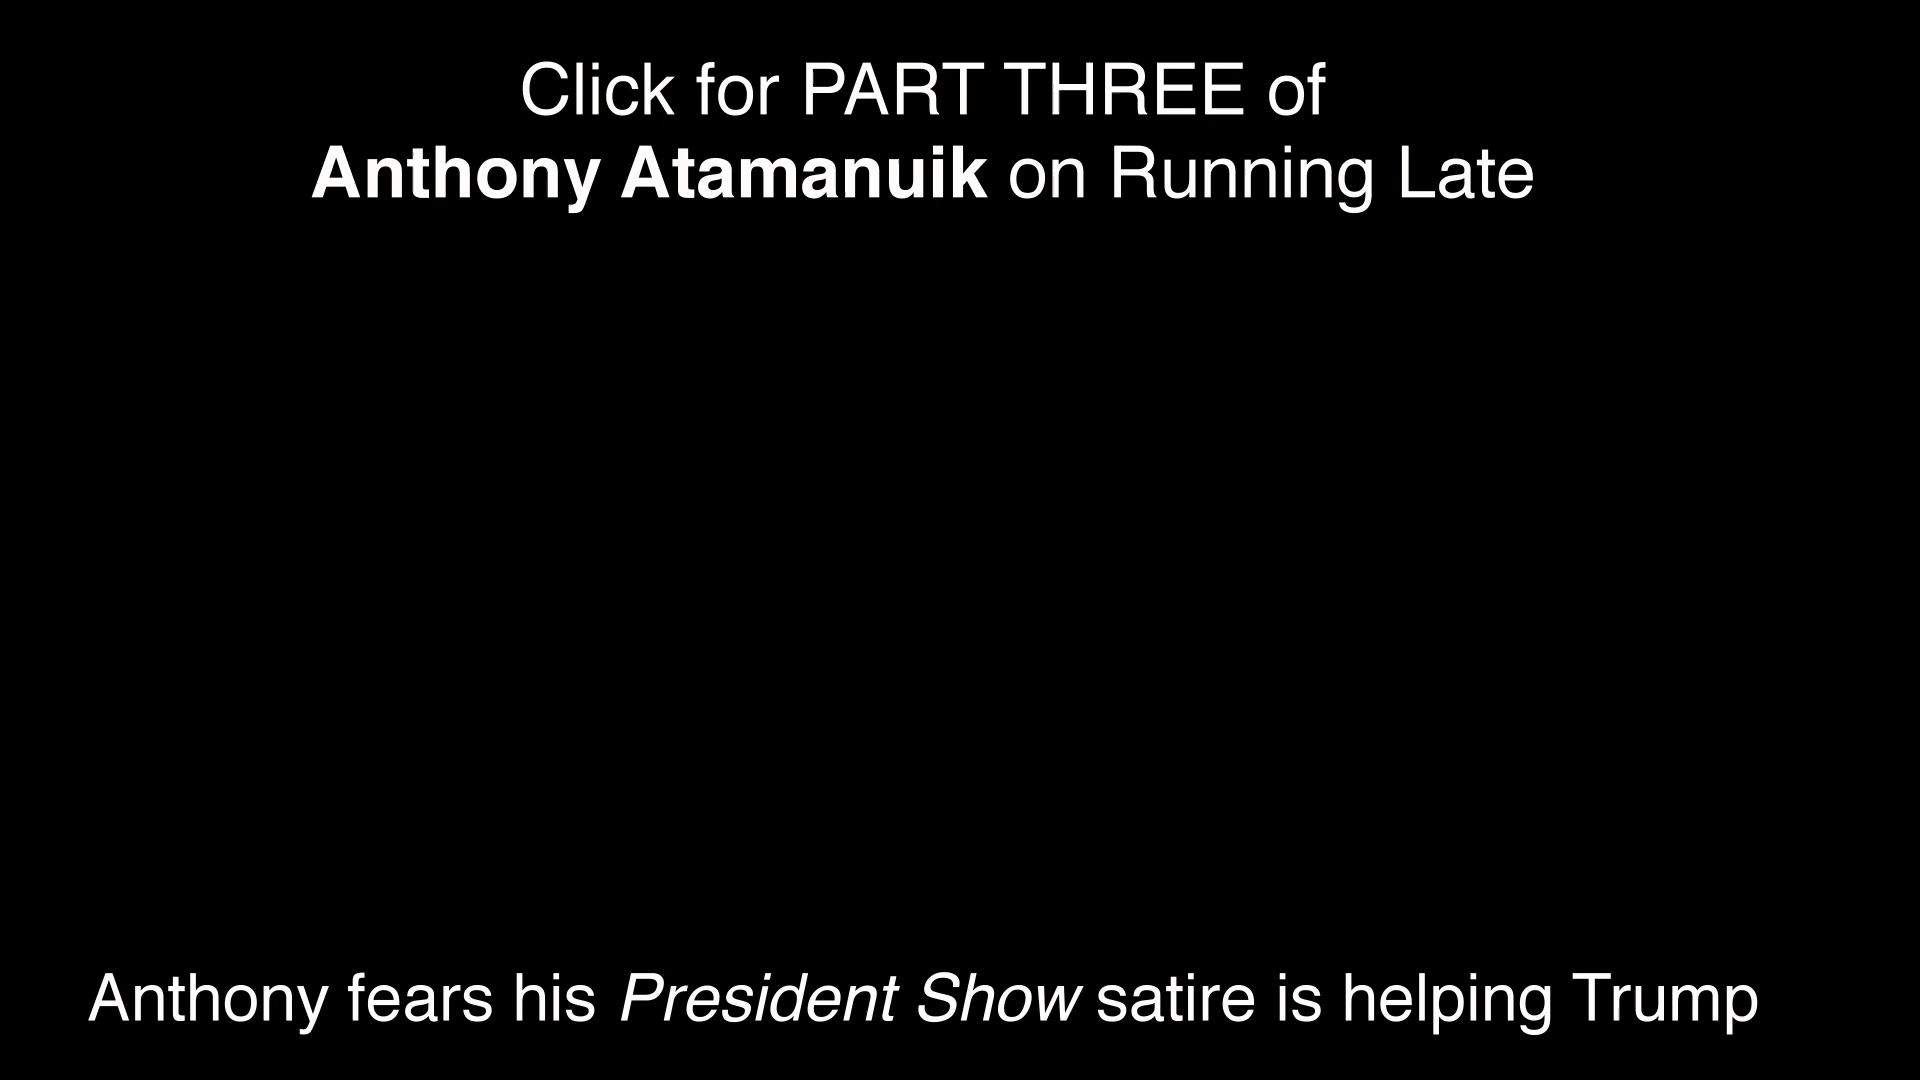 Click for PART THREE of
Anthony Atamanuik on Running Late
Anthony fears his President Show satire is helping Trump